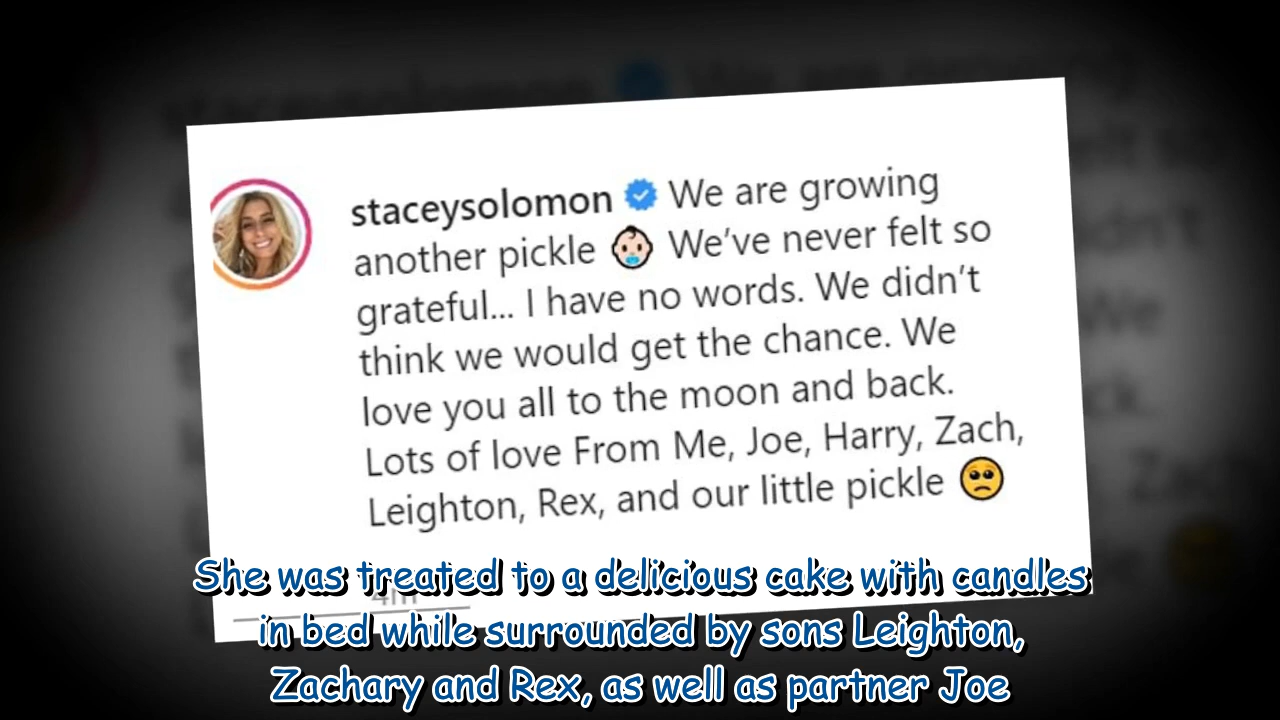 staceysolomon We are growing
another pickle 👶🏻 We’ve never felt so
grateful... I have no words. We didn’t
think we would get the chance. We
love you all to the moon and back.
Lots of love From Me, Joe, Harry, Zach,
Leighton, Rex, and our little pickle 🥺
She was treated to a delicious cake with candles
in bed while surrounded by sons Leighton,
Zachary and Rex, as well as partner Joe